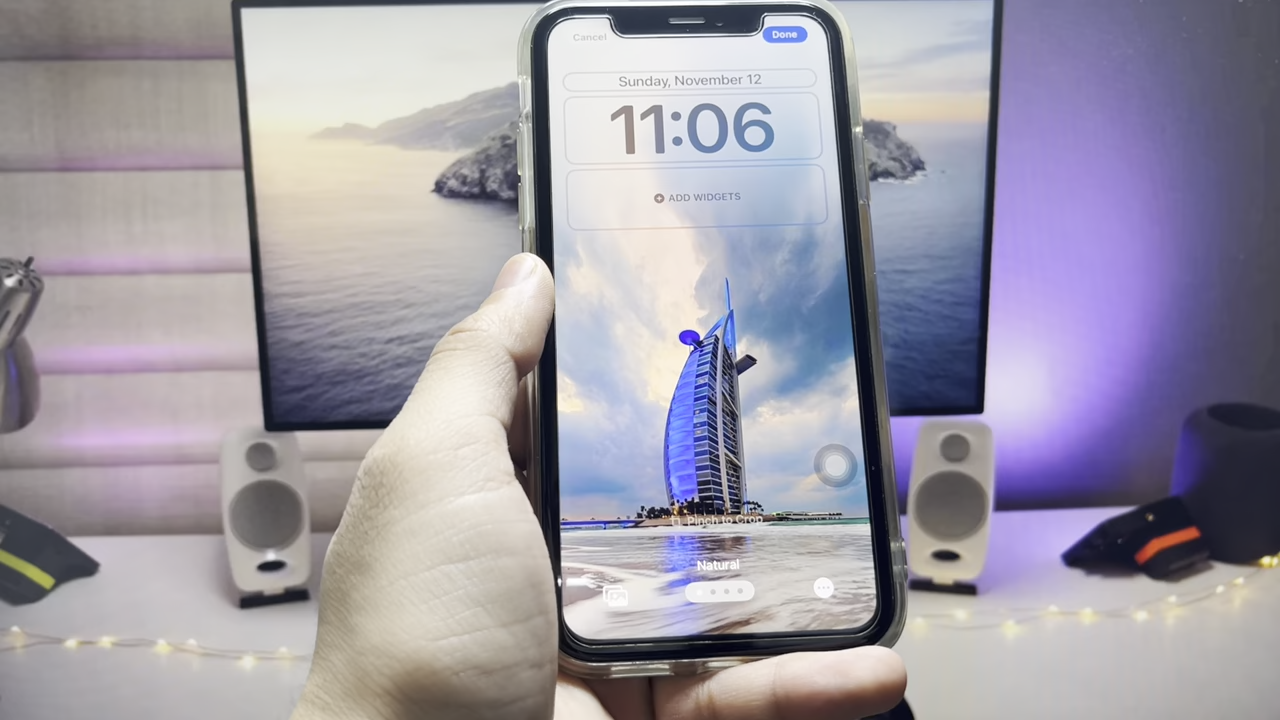 Cancel
Done
Sunday, November 12
11:06
ADD WIDGETS
Pinch to Crop
Natural